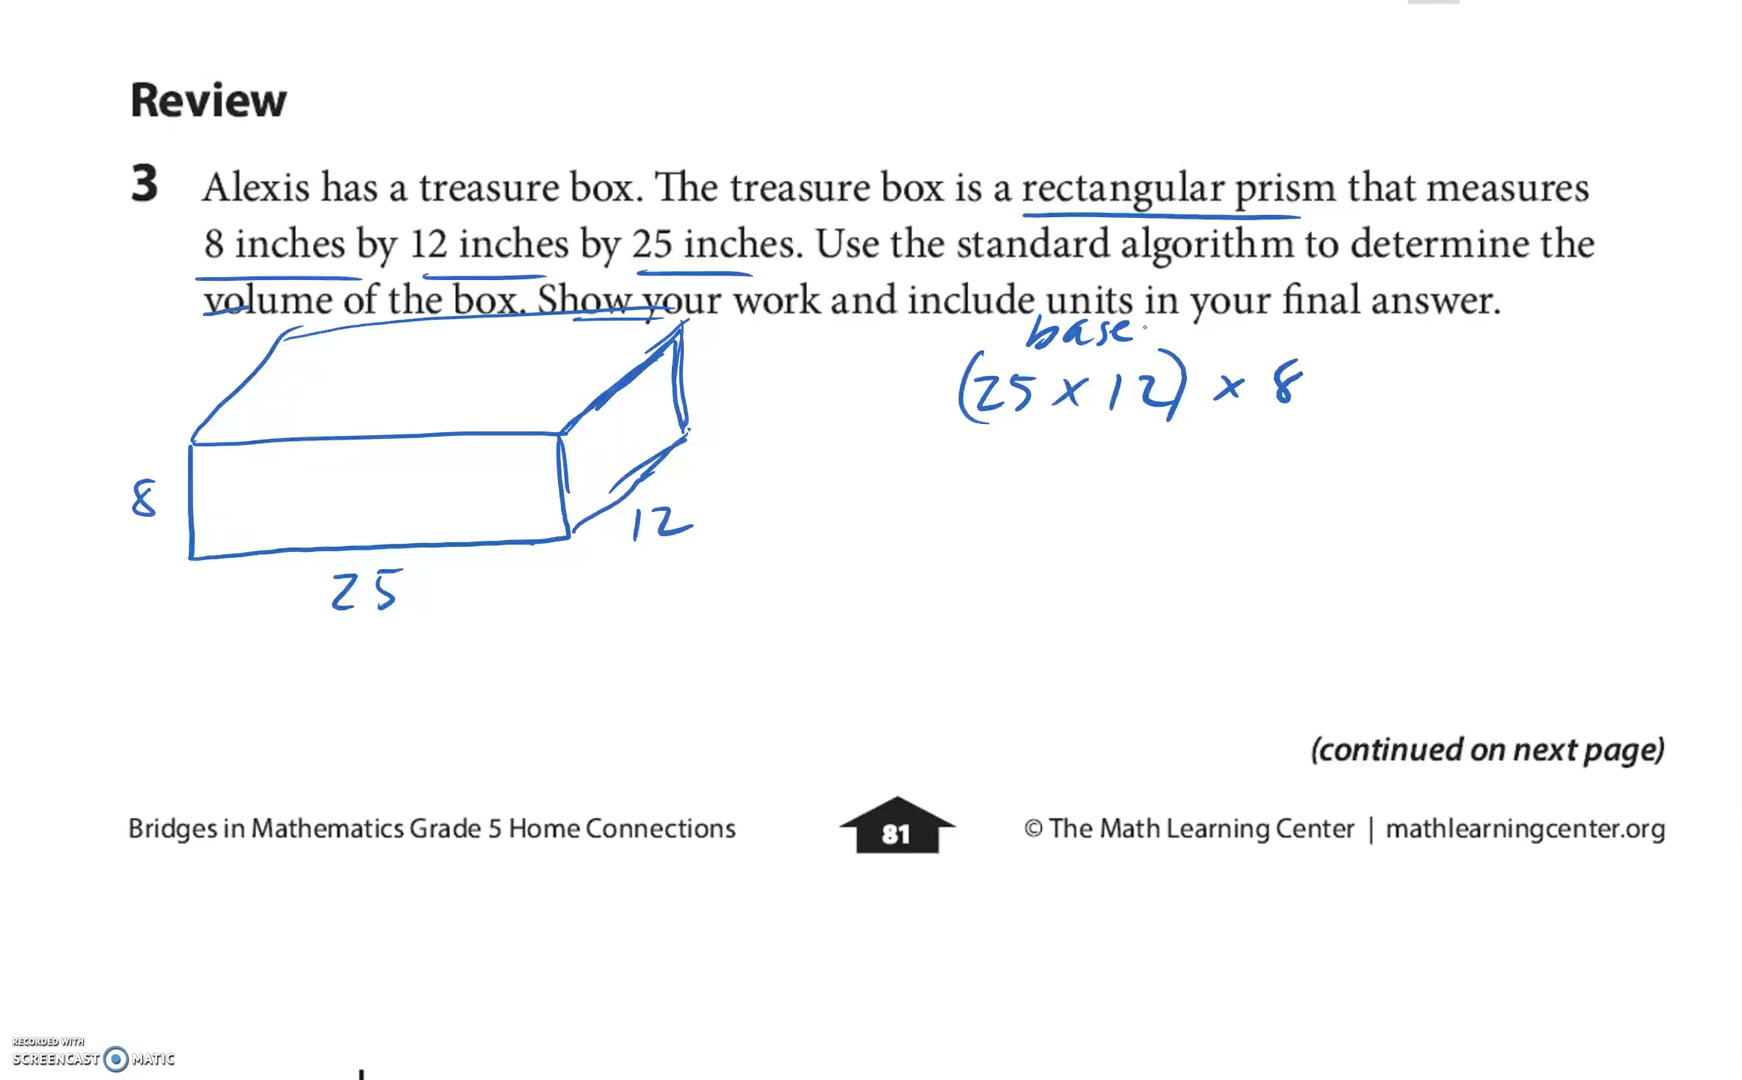 Review
3 Alexis has a treasure box. The treasure box is a rectangular prism that measures
8 inches by 12 inches by 25 inches. Use the standard algorithm to determine the
volume of the box. Show your work and include units in your final answer.
base
(25 × 12) × 8
8
12
25
(continued on next page)
Bridges in Mathematics Grade 5 Home Connections
81
© The Math Learning Center | mathlearningcenter.org
RECORDED WITH
SCREENCAST MATIC